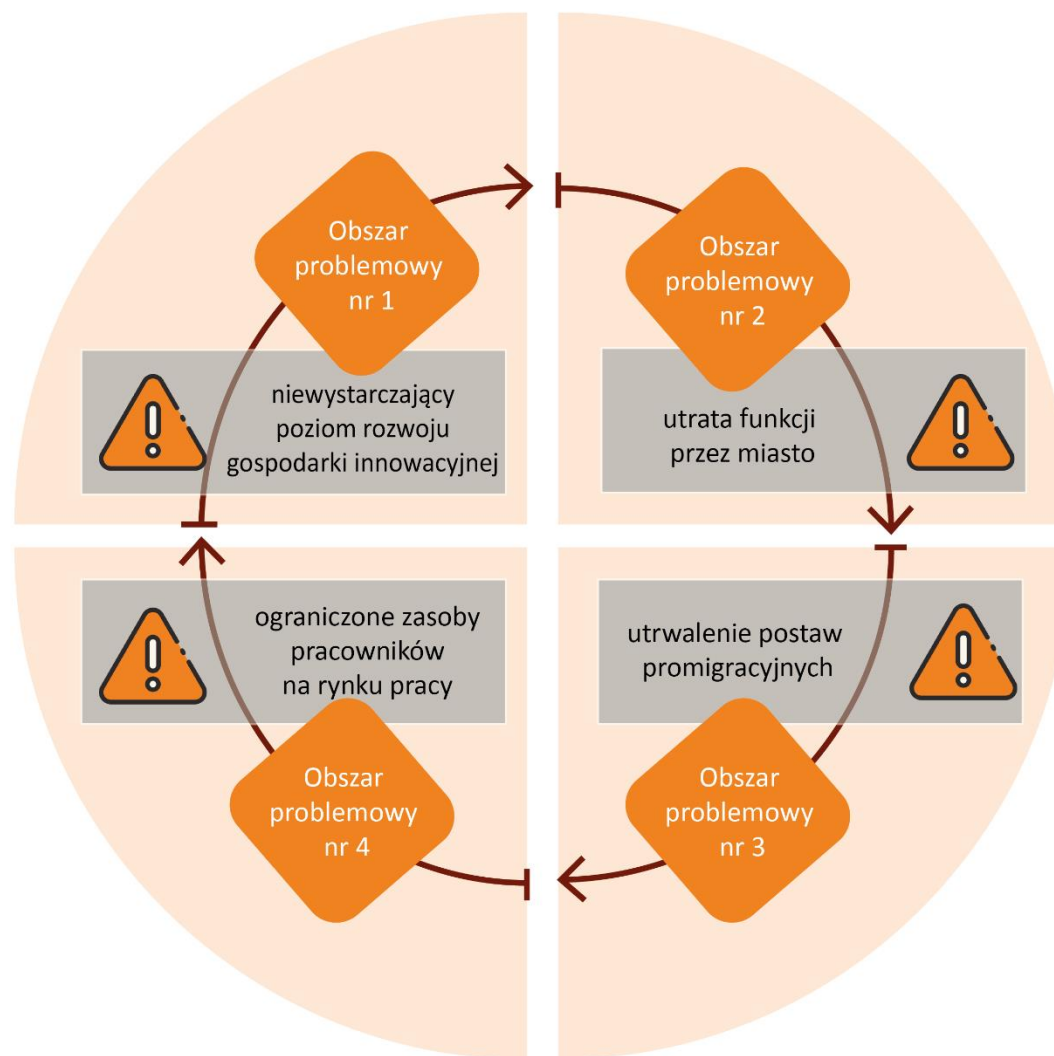 Obszar
problemowy
nr 1
niewystarczający
poziom rozwoju
gospodarki innowacyjnej
Obszar
problemowy
nr 2
utrata funkcji
przez miasto
utrwalenie postaw
promigracyjnych
Obszar
problemowy
nr 3
ograniczone zasoby
pracowników
na rynku pracy
Obszar
problemowy
nr 4